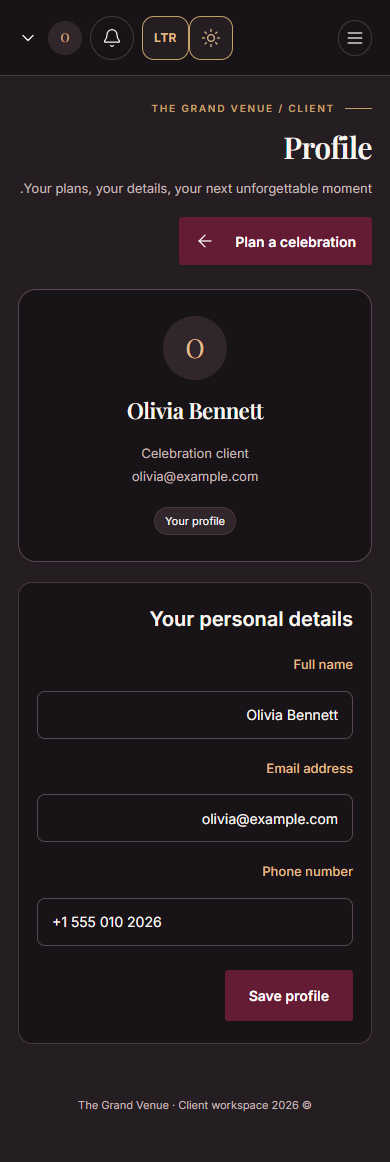 O
LTR
THE GRAND VENUE / CLIENT
Profile
.Your plans, your details, your next unforgettable moment
Plan a celebration
O
Olivia Bennett
Celebration client
olivia@example.com
Your profile
Your personal details
Full name
Olivia Bennett
Email address
olivia@example.com
Phone number
+1 555 010 2026
Save profile
The Grand Venue · Client workspace 2026 ©